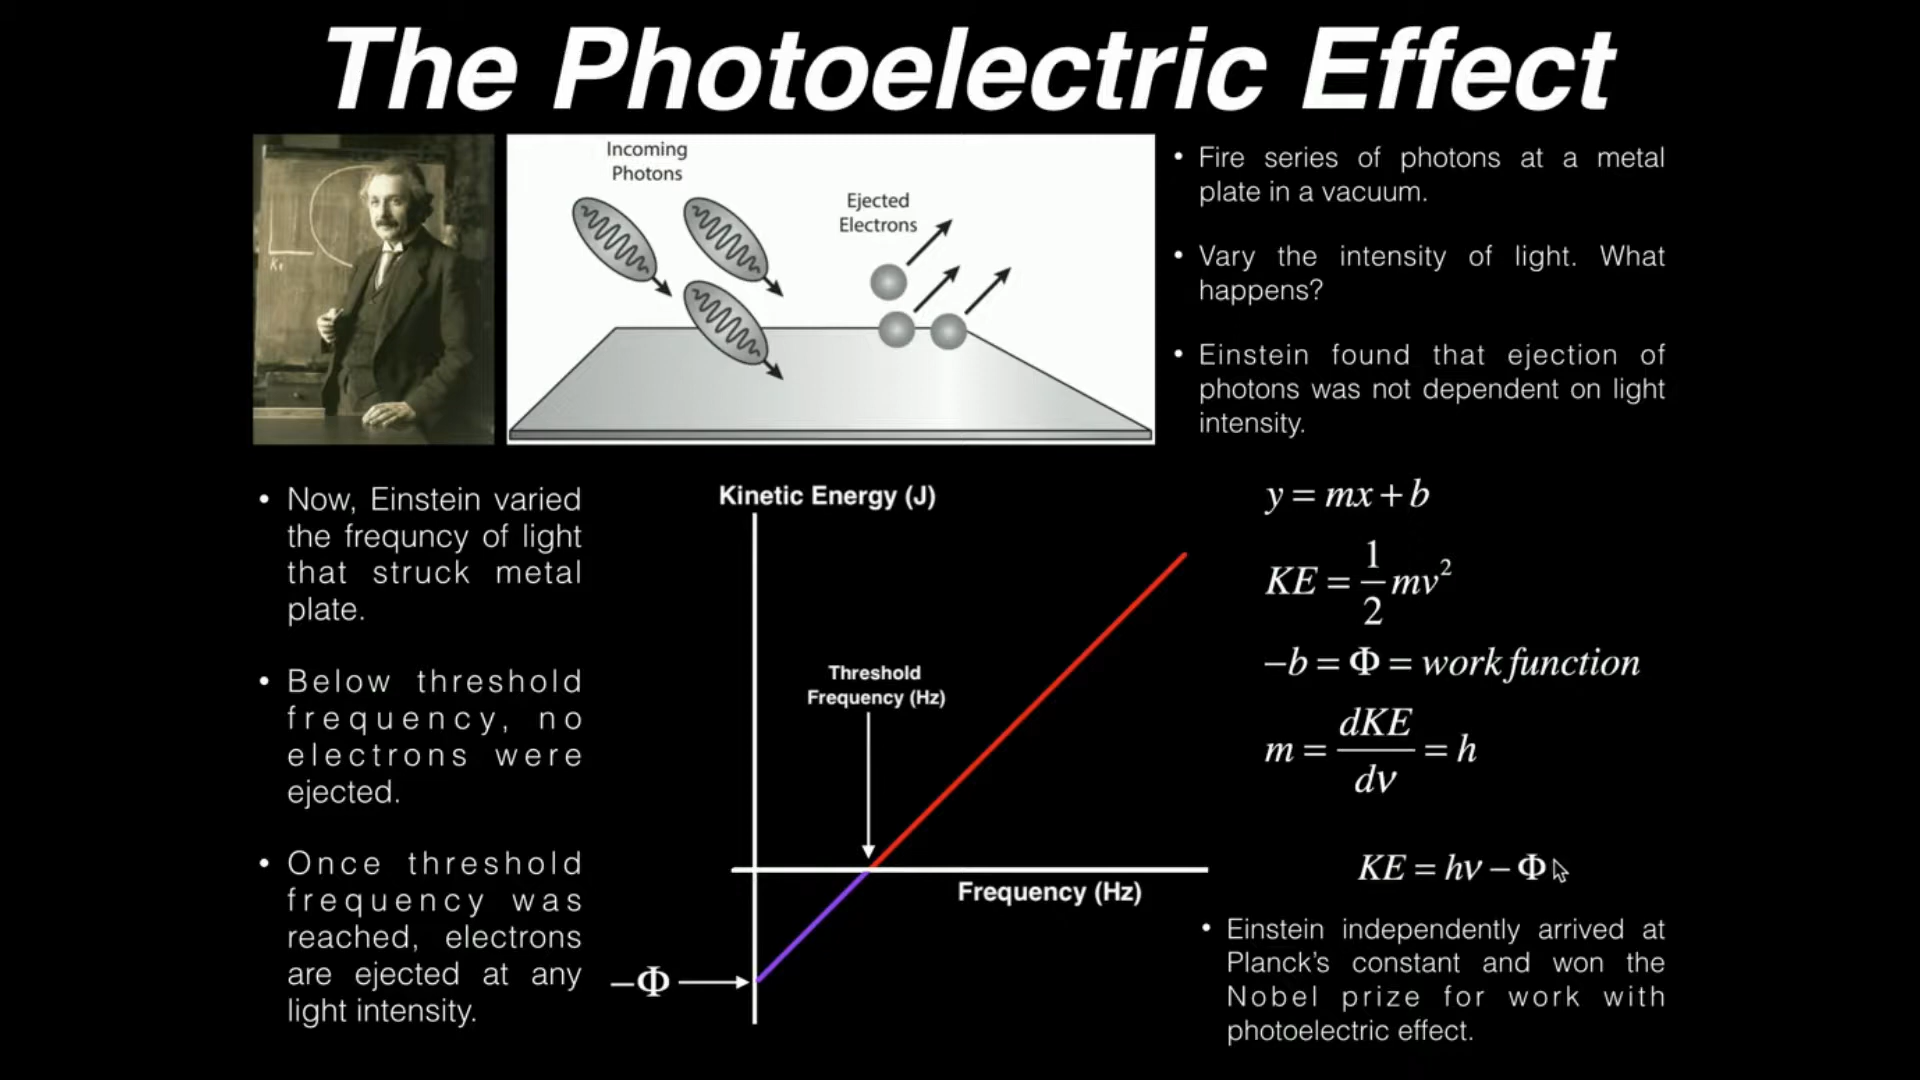 The Photoelectric Effect
Incoming
Photons
Ejected
Electrons
• Fire series of photons at a metal
plate in a vacuum.
• Vary the intensity of light. What
happens?
• Einstein found that ejection of
photons was not dependent on light
intensity.
• Now, Einstein varied
the frequncy of light
that struck metal
plate.
• Below threshold
frequency, no
electrons were
ejected.
• Once threshold
frequency was
reached, electrons
are ejected at any
light intensity.
Kinetic Energy (J)
Threshold
Frequency (Hz)
Frequency (Hz)
−Φ
y = mx + b
KE = 1/2 mv²
−b = Φ = work function
m = dKE/dν = h
KE = hν − Φ
• Einstein independently arrived at
Planck's constant and won the
Nobel prize for work with
photoelectric effect.